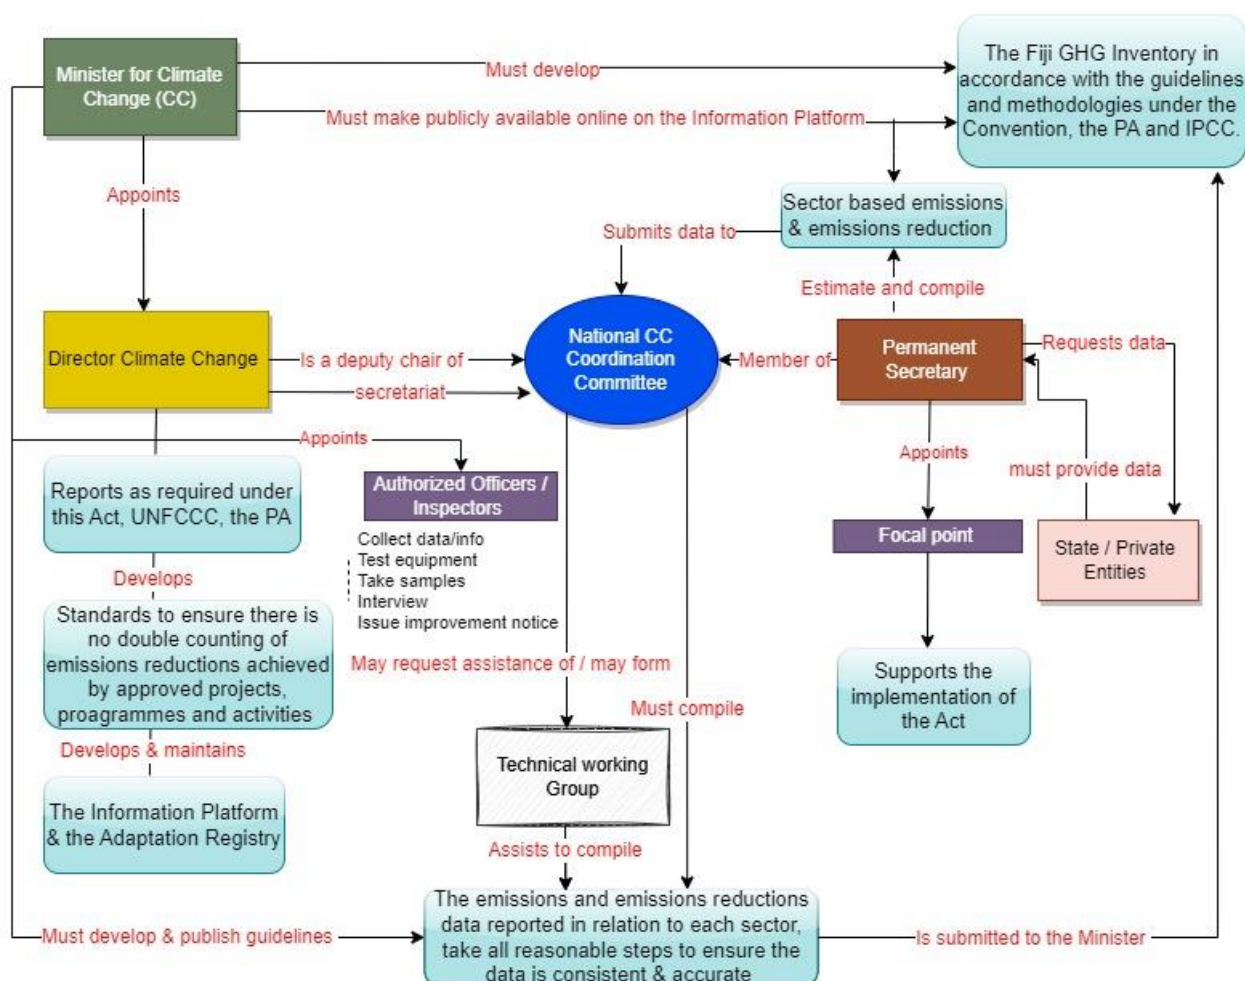 Minister for Climate
Change (CC)
Must develop
Must make publicly available online on the Information Platform
The Fiji GHG Inventory in
accordance with the guidelines
and methodologies under the
Convention, the PA and IPCC.
Appoints
Sector based emissions
& emissions reduction
Submits data to
Estimate and compile
Director Climate Change
Is a deputy chair of
secretariat
National CC
Coordination
Committee
Member of
Permanent
Secretary
Requests data
must provide data
State / Private
Entities
Appoints
Authorized Officers /
Inspectors
Collect data/info
Test equipment
Take samples
Interview
Issue improvement notice
Appoints
Focal point
Supports the
implementation of
the Act
Reports as required under
this Act, UNFCCC, the PA
Develops
Standards to ensure there is
no double counting of
emissions reductions achieved
by approved projects,
proagrammes and activities
Develops & maintains
The Information Platform
& the Adaptation Registry
May request assistance of / may form
Must compile
Technical working
Group
Assists to compile
Must develop & publish guidelines
The emissions and emissions reductions
data reported in relation to each sector,
take all reasonable steps to ensure the
data is consistent & accurate
Is submitted to the Minister